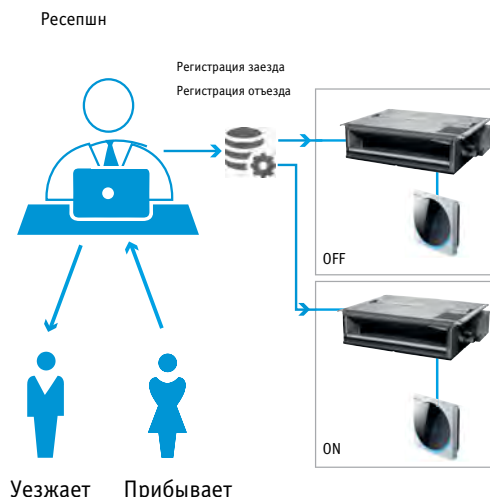 Ресепшн
Регистрация заезда
Регистрация отъезда
OFF
ON
Уезжает
Прибывает